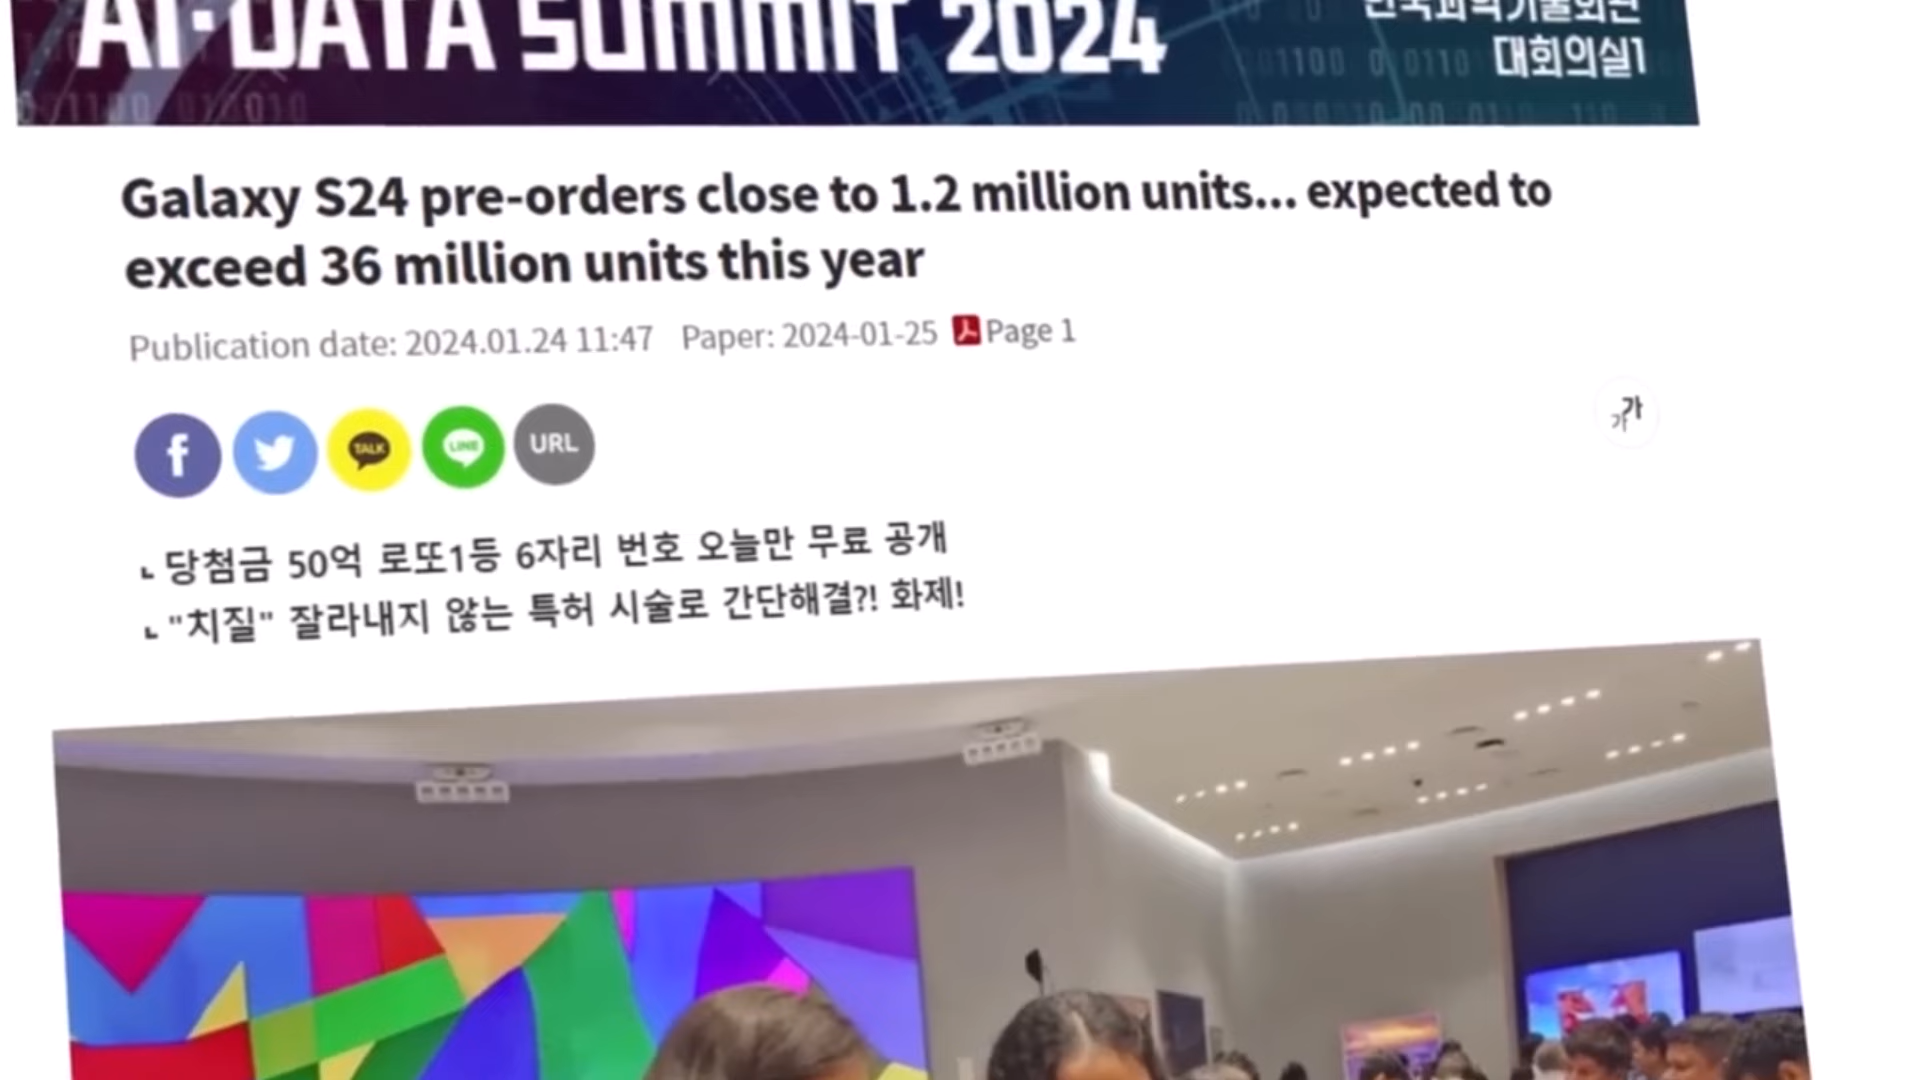 AI·DATA SUMMIT 2024
대회의실1
Galaxy S24 pre-orders close to 1.2 million units... expected to
exceed 36 million units this year
Publication date: 2024.01.24 11:47 Paper: 2024-01-25 Page 1
f TALK LINE URL
가가
당첨금 50억 로또1등 6자리 번호 오늘만 무료 공개
"치질" 잘라내지 않는 특허 시술로 간단해결?! 화제!